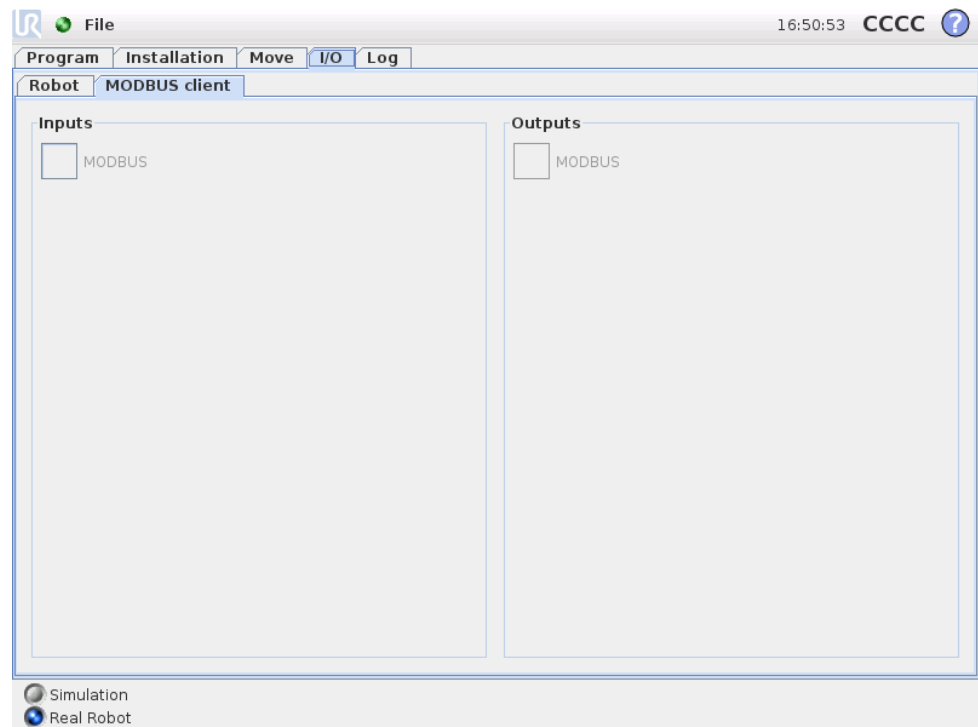 UR File 16:50:53 CCCC ?
Program Installation Move I/O Log
Robot MODBUS client
Inputs Outputs
MODBUS MODBUS
Simulation
Real Robot